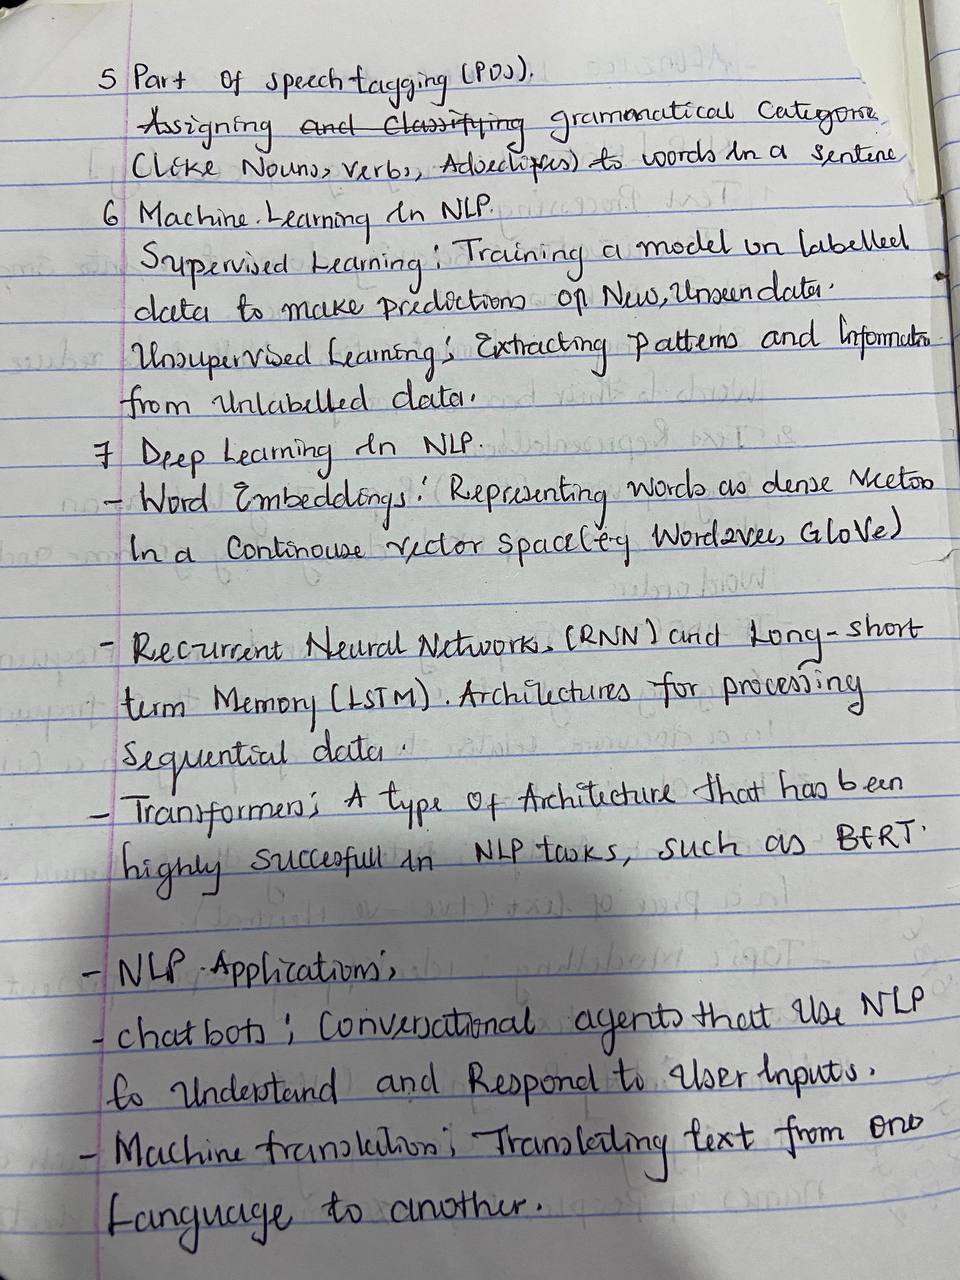 5 Part of speech tagging (POS).
Assigning and Classifying grammatical Categorie
(Like Nouns, verbs, Adjectives) to words in a sentene
6 Machine Learning in NLP.
Supervised Learning; Training a model on labelled
data to make predictions on New, Unseen data.
Unsupervised Learning; Extracting patterns and Informatio
from Unlabelled data.
7 Deep Learning in NLP.
- Word Embeddings: Representing words as dense Vector
In a Continouse vector space (eg Word2vec, GloVe)
- Recurrent Neural Networks (RNN) and Long-short
term Memory (LSTM). Architectures for processing
Sequential data.
- Transformers; A type of Architecture that has been
highly succesfull in NLP tasks, such as BERT.
- NLP Applications;
- Chatbots; Conversational agents that Use NLP
to Understand and Respond to User Inputs.
- Machine translation; Translating text from one
Language to another.